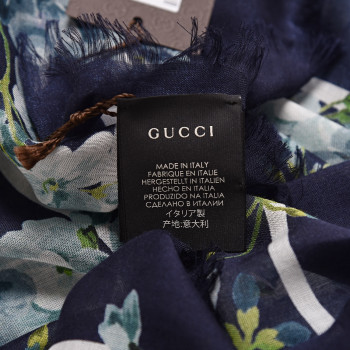 GUCCI
MADE IN ITALY
FABRIQUE EN ITALIE
HERGESTELLT IN ITALIEN
HECHO EN ITALIA
PRODUZIDO NA ITALIA
СДЕЛАНО В ИТАЛИИ
イタリア製
产地:意大利